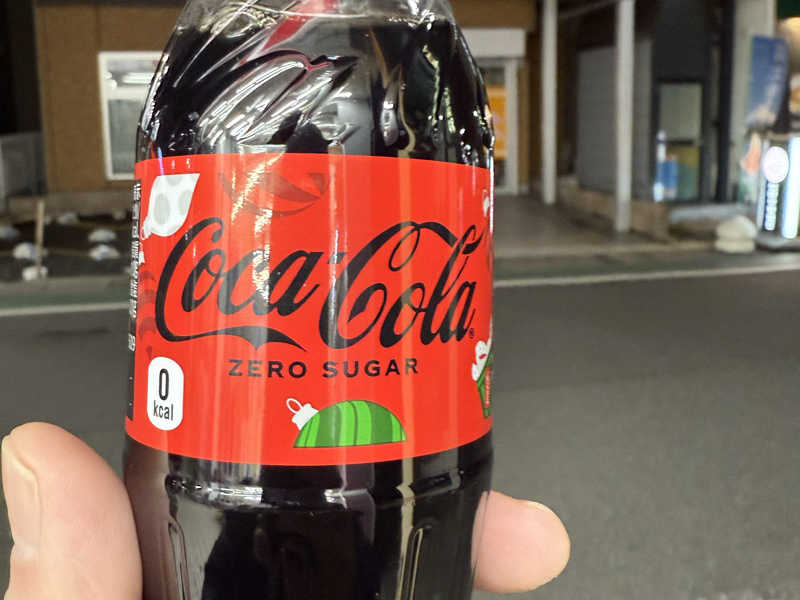 Coca-Cola®
ZERO SUGAR
0
kcal